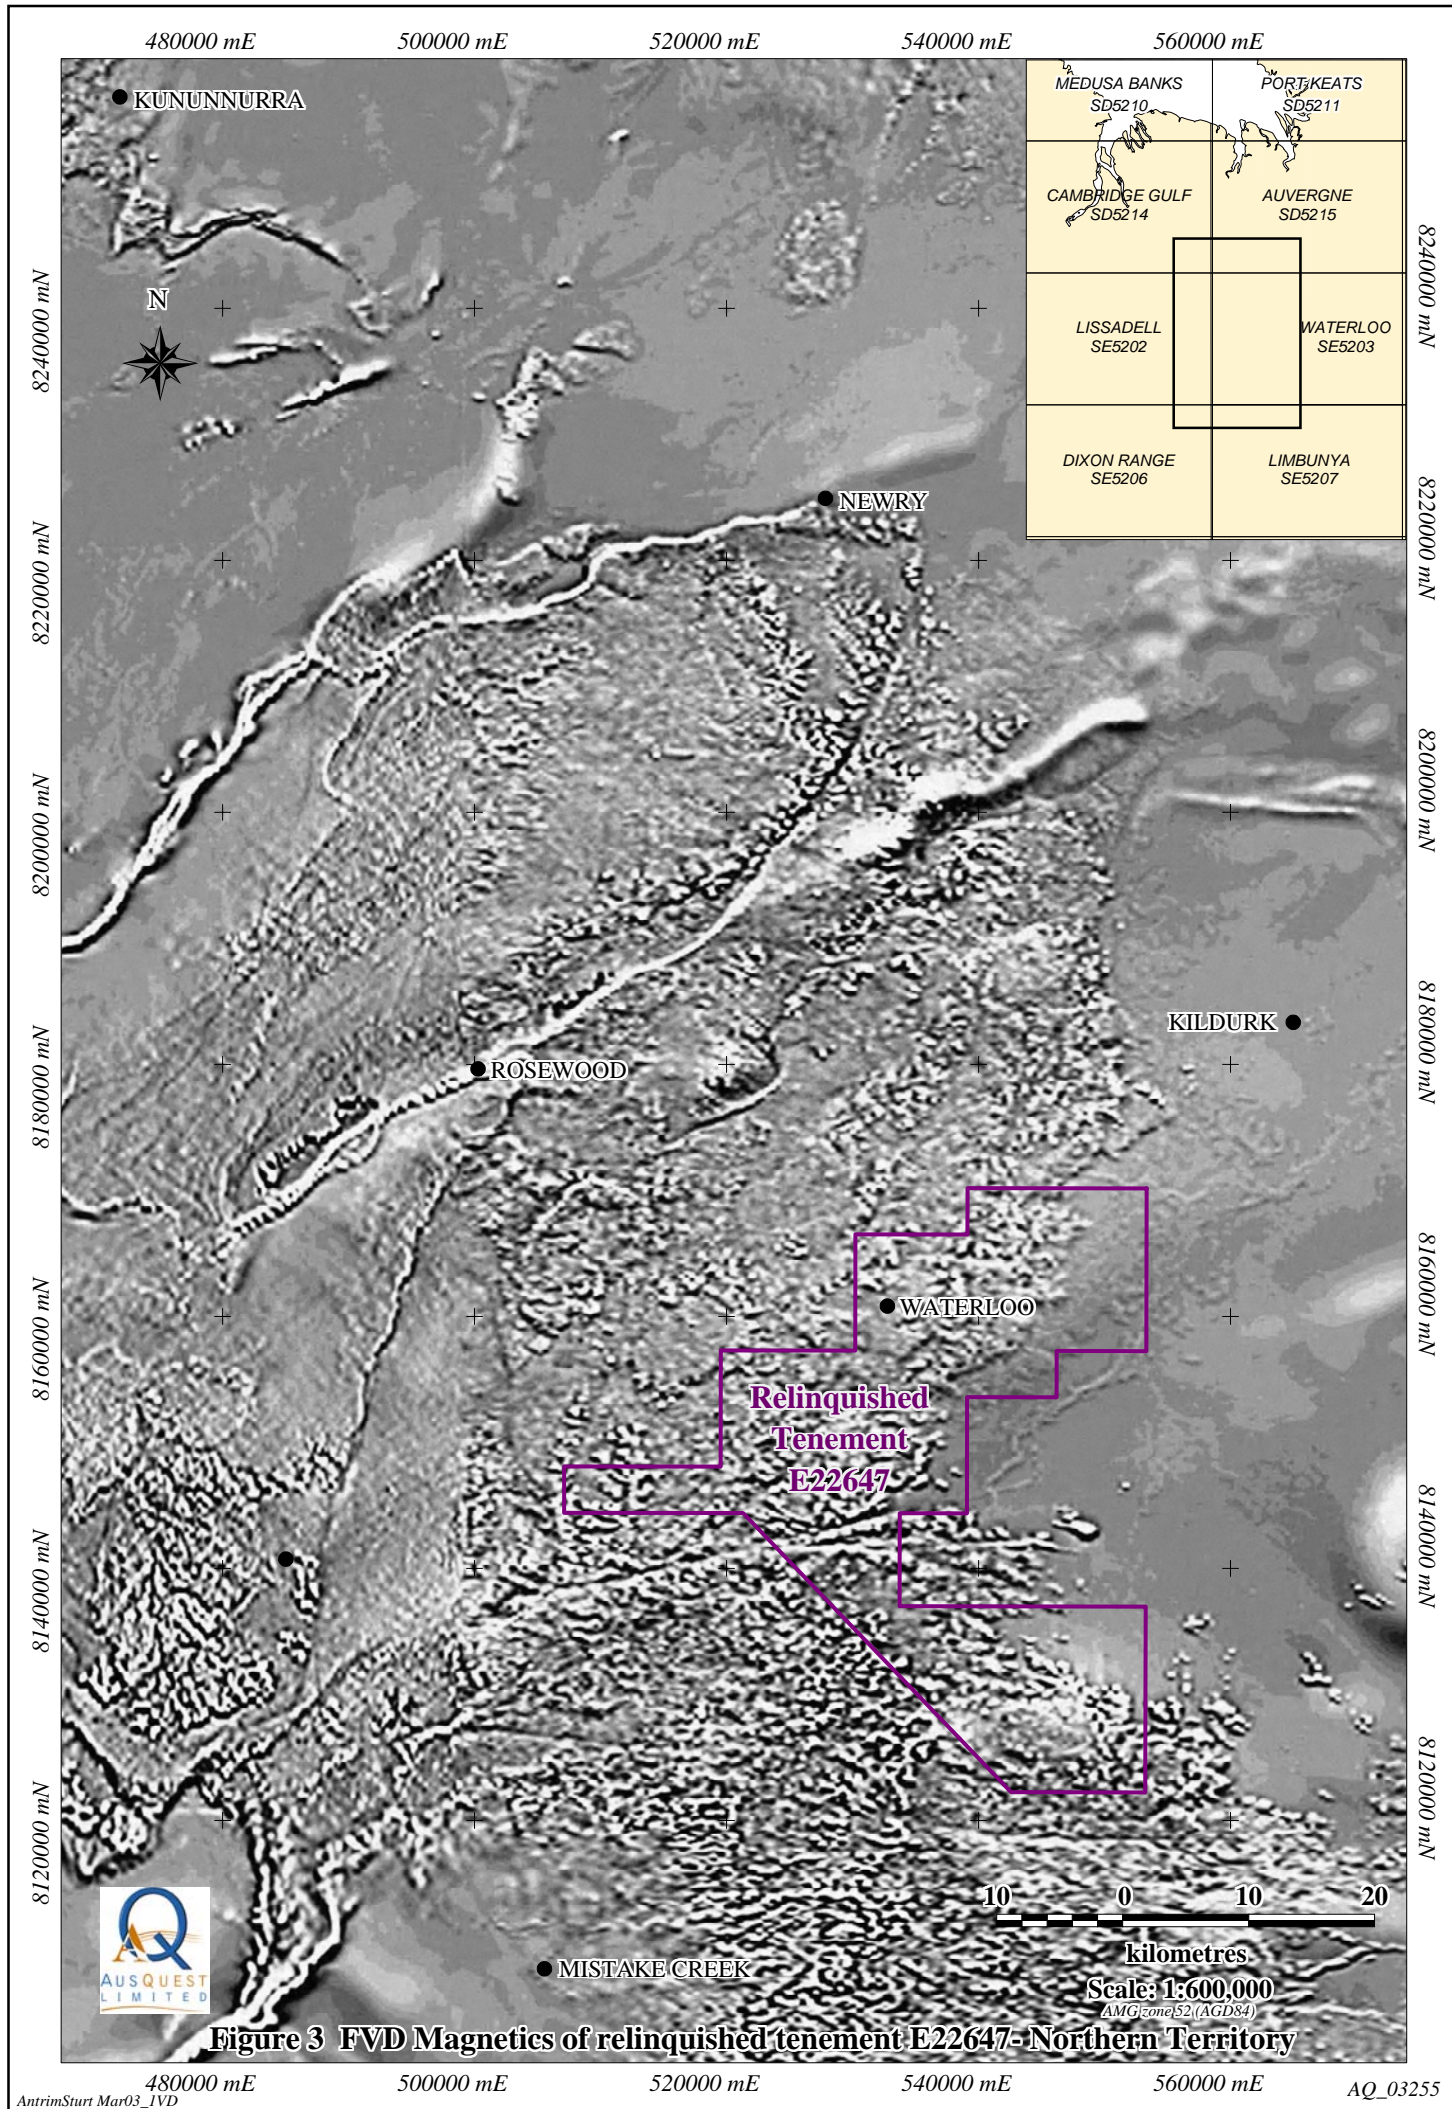 480000 mE 500000 mE 520000 mE 540000 mE 560000 mE
KUNUNNURRA
MEDUSA BANKS
SD5210
PORT KEATS
SD5211
CAMBRIDGE GULF
SD5214
AUVERGNE
SD5215
LISSADELL
SE5202
WATERLOO
SE5203
DIXON RANGE
SE5206
LIMBUNYA
SE5207
N
8240000 mN
8240000 mN
NEWRY
8220000 mN
8220000 mN
8200000 mN
8200000 mN
KILDURK
ROSEWOOD
8180000 mN
8180000 mN
WATERLOO
8160000 mN
8160000 mN
Relinquished
Tenement
E22647
8140000 mN
8140000 mN
8120000 mN
8120000 mN
10 0 10 20
kilometres
Scale: 1:600,000
AMG zone 52 (AGD84)
AQ
AUSQUEST
LIMITED
MISTAKE CREEK
Figure 3 FVD Magnetics of relinquished tenement E22647- Northern Territory
480000 mE 500000 mE 520000 mE 540000 mE 560000 mE
AntrimSturt Mar03_1VD
AQ_03255